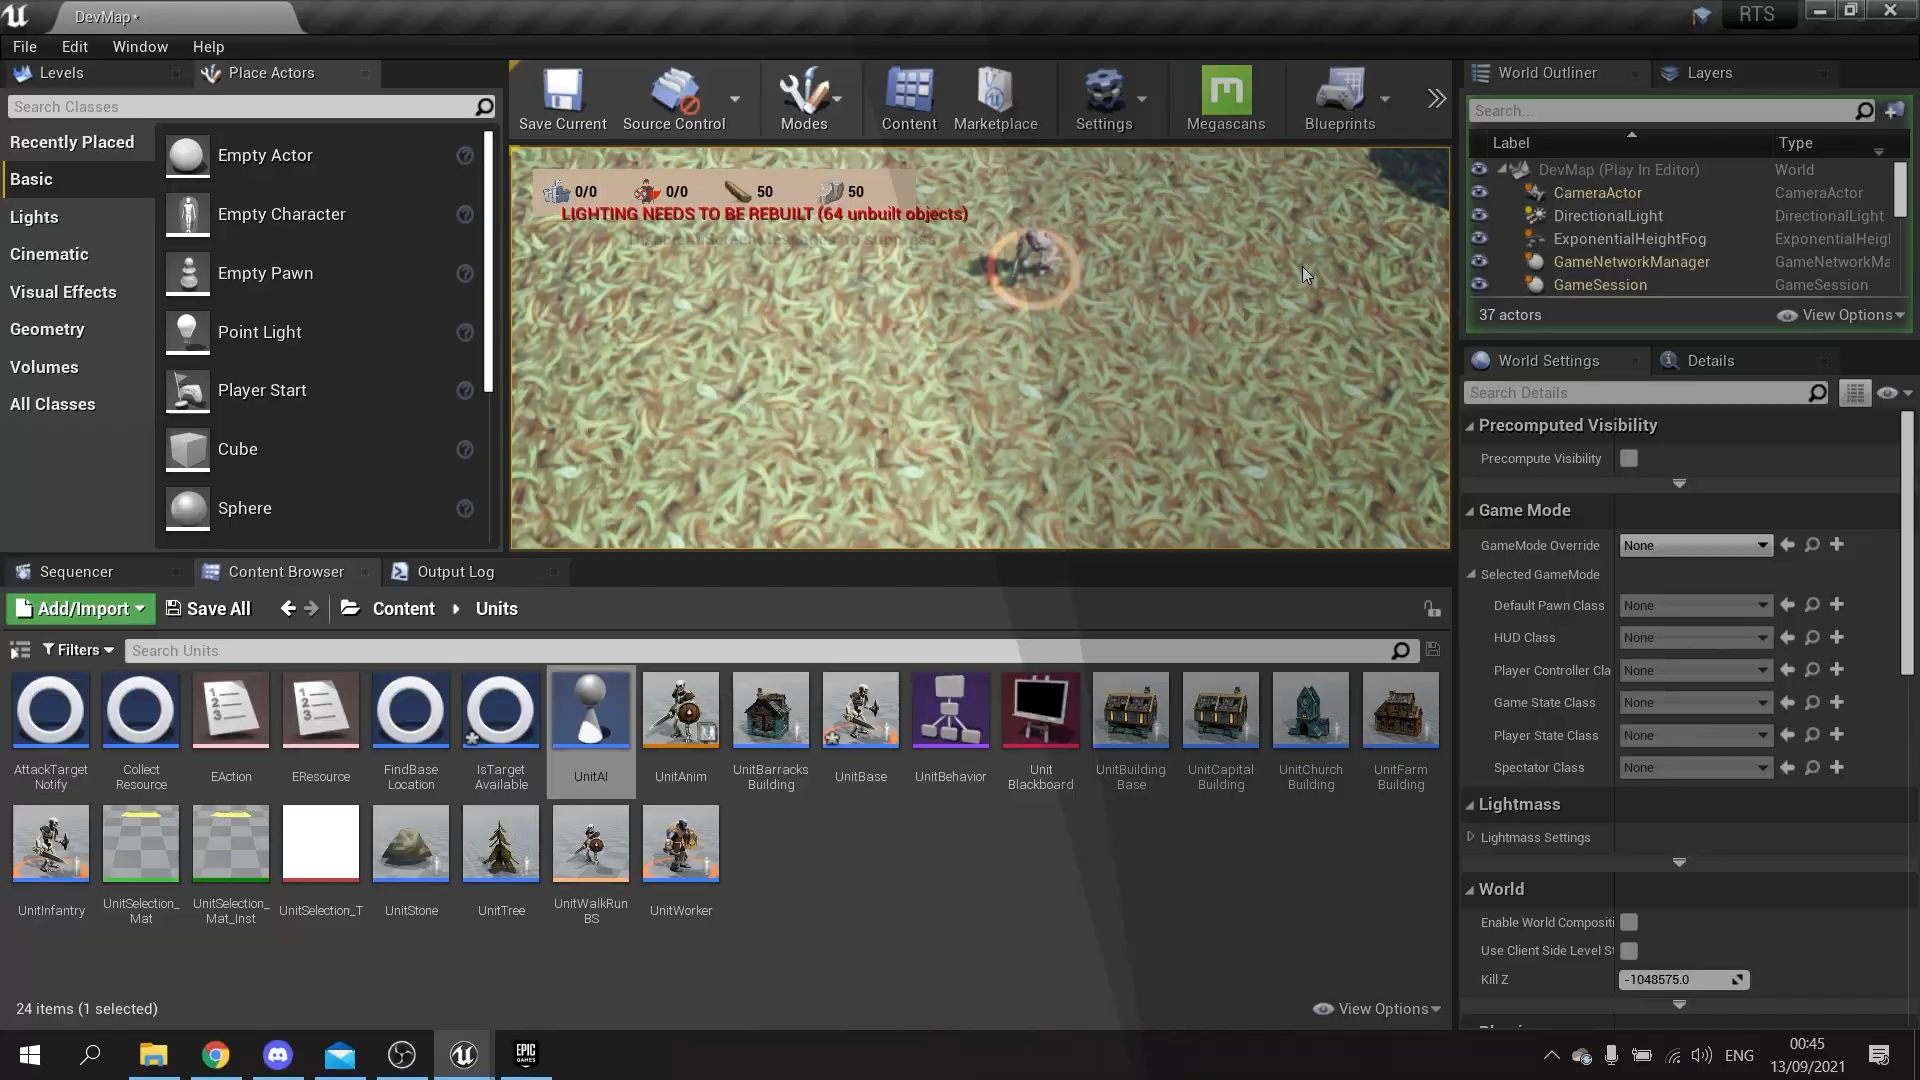 DevMap*
RTS
File Edit Window Help
Levels
Place Actors
Search Classes
Recently Placed
Basic
Lights
Cinematic
Visual Effects
Geometry
Volumes
All Classes
Empty Actor
Empty Character
Empty Pawn
Point Light
Player Start
Cube
Sphere
Save Current
Source Control
Modes
Content
Marketplace
Settings
Megascans
Blueprints
0/0
0/0
50
50
LIGHTING NEEDS TO BE REBUILT (64 unbuilt objects)
World Outliner
Layers
Search...
Label Type
DevMap (Play In Editor) World
CameraActor CameraActor
DirectionalLight DirectionalLight
ExponentialHeightFog ExponentialHeigl
GameNetworkManager GameNetworkMa
GameSession GameSession
37 actors
View Options
World Settings
Details
Search Details
Precomputed Visibility
Precompute Visibility
Game Mode
GameMode Override None
Selected GameMode
Default Pawn Class None
HUD Class None
Player Controller Cla None
Game State Class None
Player State Class None
Spectator Class None
Lightmass
Lightmass Settings
World
Enable World Compositi
Use Client Side Level St
Kill Z -1048575.0
Sequencer
Content Browser
Output Log
Add/Import
Save All
Content
Units
Filters
Search Units
AttackTarget
Notify
Collect
Resource
EAction
EResource
FindBase
Location
IsTarget
Available
UnitAI
UnitAnim
UnitBarracks
Building
UnitBase
UnitBehavior
Unit
Blackboard
UnitBuilding
Base
UnitCapital
Building
UnitChurch
Building
UnitFarm
Building
UnitInfantry
UnitSelection_
Mat
UnitSelection_
Mat_Inst
UnitSelection_T
UnitStone
UnitTree
UnitWalkRun
BS
UnitWorker
24 items (1 selected)
View Options
EPIC
GAMES
ENG
00:45
13/09/2021